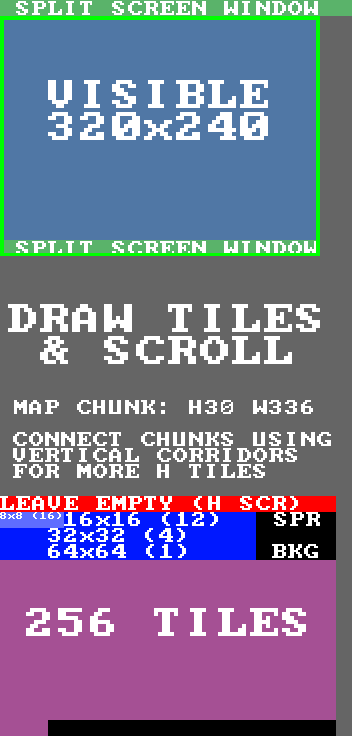 SPLIT SCREEN WINDOW
VISIBLE
320x240
SPLIT SCREEN WINDOW
DRAW TILES
& SCROLL
MAP CHUNK: H30 W336
CONNECT CHUNKS USING
VERTICAL CORRIDORS
FOR MORE H TILES
LEAVE EMPTY (H SCR)
8x8 (16) 16x16 (12) SPR
32x32 (4)
64x64 (1) BKG
256 TILES